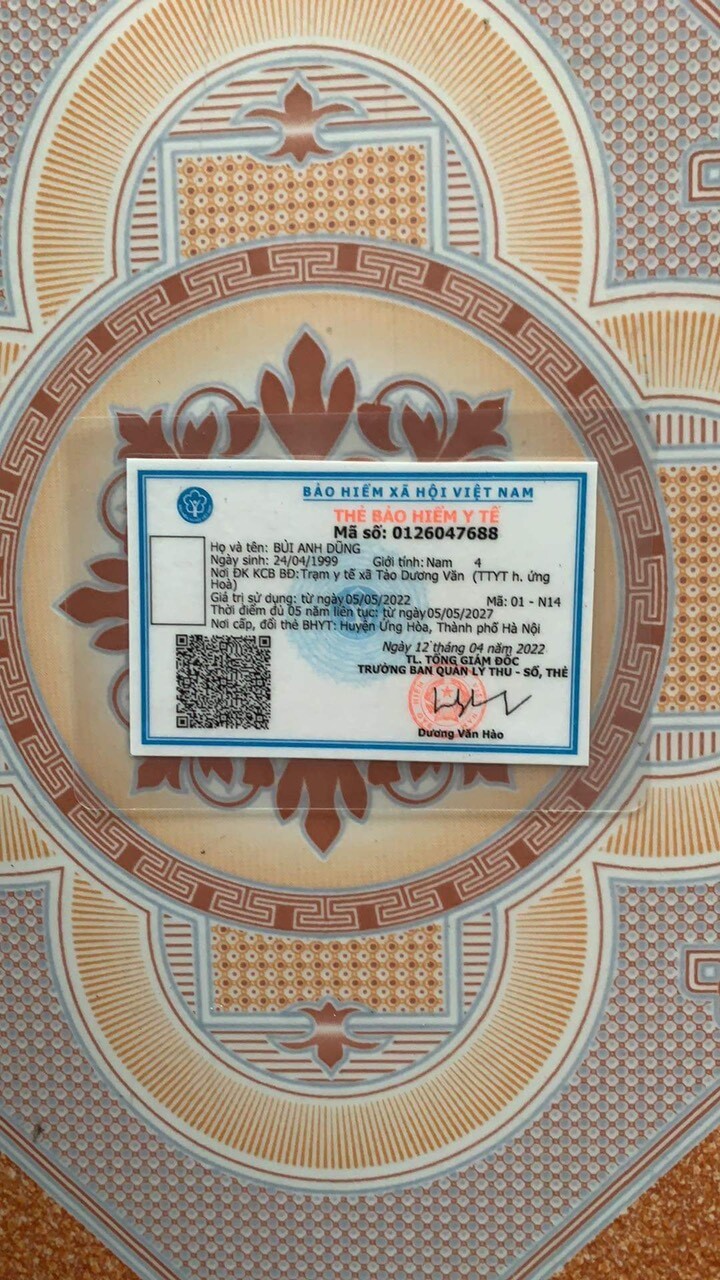 BẢO HIỂM XÃ HỘI VIỆT NAM
THẺ BẢO HIỂM Y TẾ
Mã số: 0126047688
Họ và tên: BÙI ANH DŨNG
Ngày sinh: 24/04/1999 Giới tính: Nam 4
Nơi ĐK KCB BĐ: Trạm y tế xã Tảo Dương Văn (TTYT h. ứng
Hoà)
Giá trị sử dụng: từ ngày 05/05/2022 Mã: 01 - N14
Thời điểm đủ 05 năm liên tục: từ ngày 05/05/2027
Nơi cấp, đổi thẻ BHYT: Huyện Ứng Hòa, Thành phố Hà Nội
Ngày 12 tháng 04 năm 2022
TL. TỔNG GIÁM ĐỐC
TRƯỞNG BAN QUẢN LÝ THU - SỔ, THẺ
Dương Văn Hào